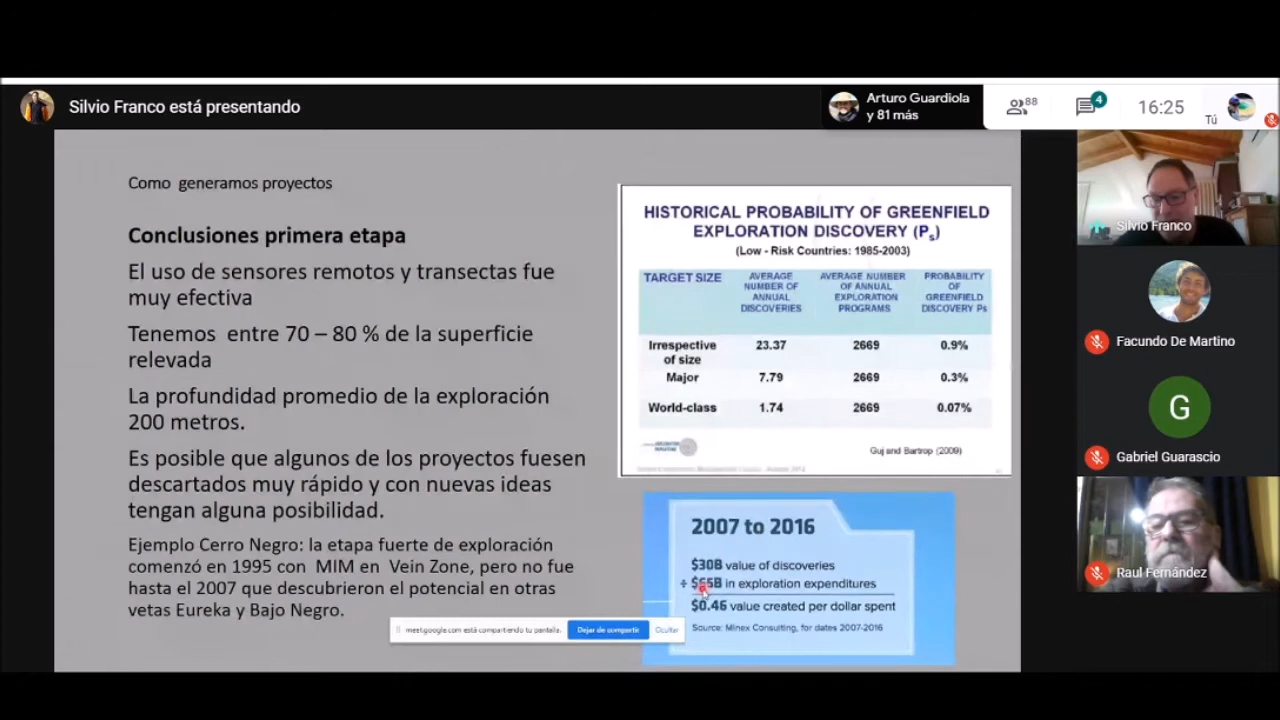 Silvio Franco está presentando
Arturo Guardiola
y 81 más
88
4
16:25
Tú
Como generamos proyectos
Conclusiones primera etapa
El uso de sensores remotos y transectas fue
muy efectiva
Tenemos entre 70 – 80 % de la superficie
relevada
La profundidad promedio de la exploración
200 metros.
Es posible que algunos de los proyectos fuesen
descartados muy rápido y con nuevas ideas
tengan alguna posibilidad.
Ejemplo Cerro Negro: la etapa fuerte de exploración
comenzó en 1995 con MIM en Vein Zone, pero no fue
hasta el 2007 que descubrieron el potencial en otras
vetas Eureka y Bajo Negro.
HISTORICAL PROBABILITY OF GREENFIELD
EXPLORATION DISCOVERY (Ps)
(Low - Risk Countries: 1985-2003)
TARGET SIZE AVERAGE NUMBER OF ANNUAL DISCOVERIES AVERAGE NUMBER OF ANNUAL EXPLORATION PROGRAMS PROBABILITY OF GREENFIELD DISCOVERY Ps
Irrespective of size 23.37 2669 0.9%
Major 7.79 2669 0.3%
World-class 1.74 2669 0.07%
Guj and Bartrop (2009)
2007 to 2016
$30B value of discoveries
÷ $65B in exploration expenditures
$0.46 value created per dollar spent
Source: Minex Consulting, for dates 2007-2016
meet.google.com está compartiendo tu pantalla.
Dejar de compartir
Ocultar
Silvio Franco
Facundo De Martino
G
Gabriel Guarascio
Raul Fernández